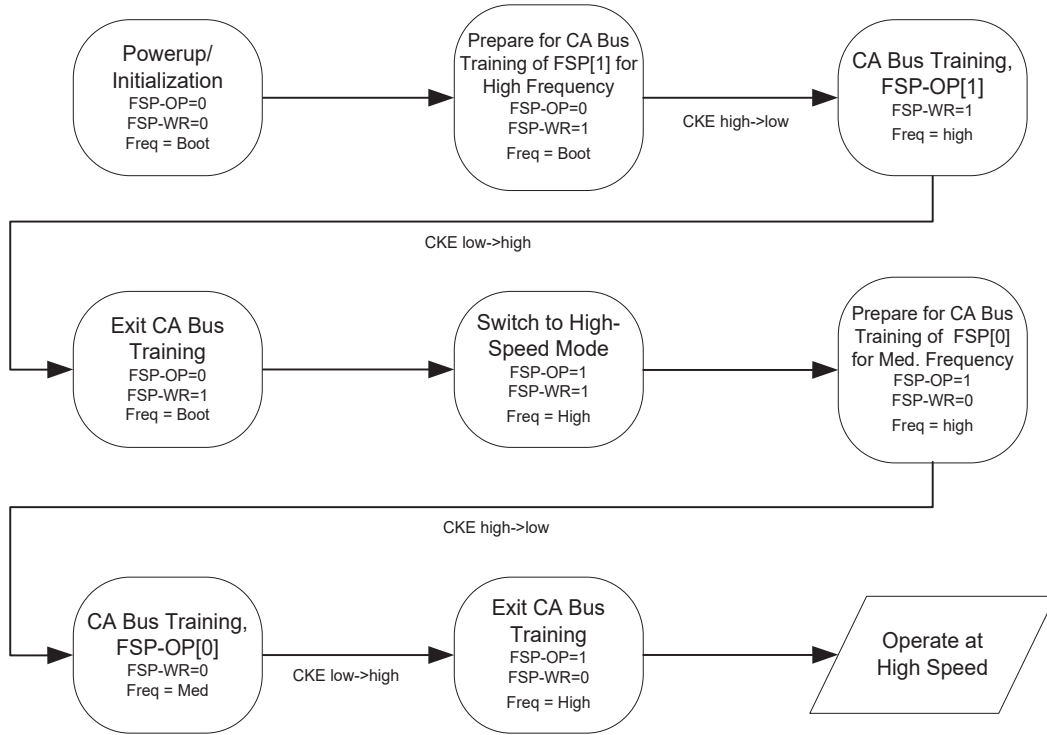 Powerup/
Initialization
FSP-OP=0
FSP-WR=0
Freq = Boot
Prepare for CA Bus
Training of FSP[1] for
High Frequency
FSP-OP=0
FSP-WR=1
Freq = Boot
CKE high->low
CA Bus Training,
FSP-OP[1]
FSP-WR=1
Freq = high
CKE low->high
Exit CA Bus
Training
FSP-OP=0
FSP-WR=1
Freq = Boot
Switch to High-
Speed Mode
FSP-OP=1
FSP-WR=1
Freq = High
Prepare for CA Bus
Training of FSP[0]
for Med. Frequency
FSP-OP=1
FSP-WR=0
Freq = high
CKE high->low
CA Bus Training,
FSP-OP[0]
FSP-WR=0
Freq = Med
CKE low->high
Exit CA Bus
Training
FSP-OP=1
FSP-WR=0
Freq = High
Operate at
High Speed